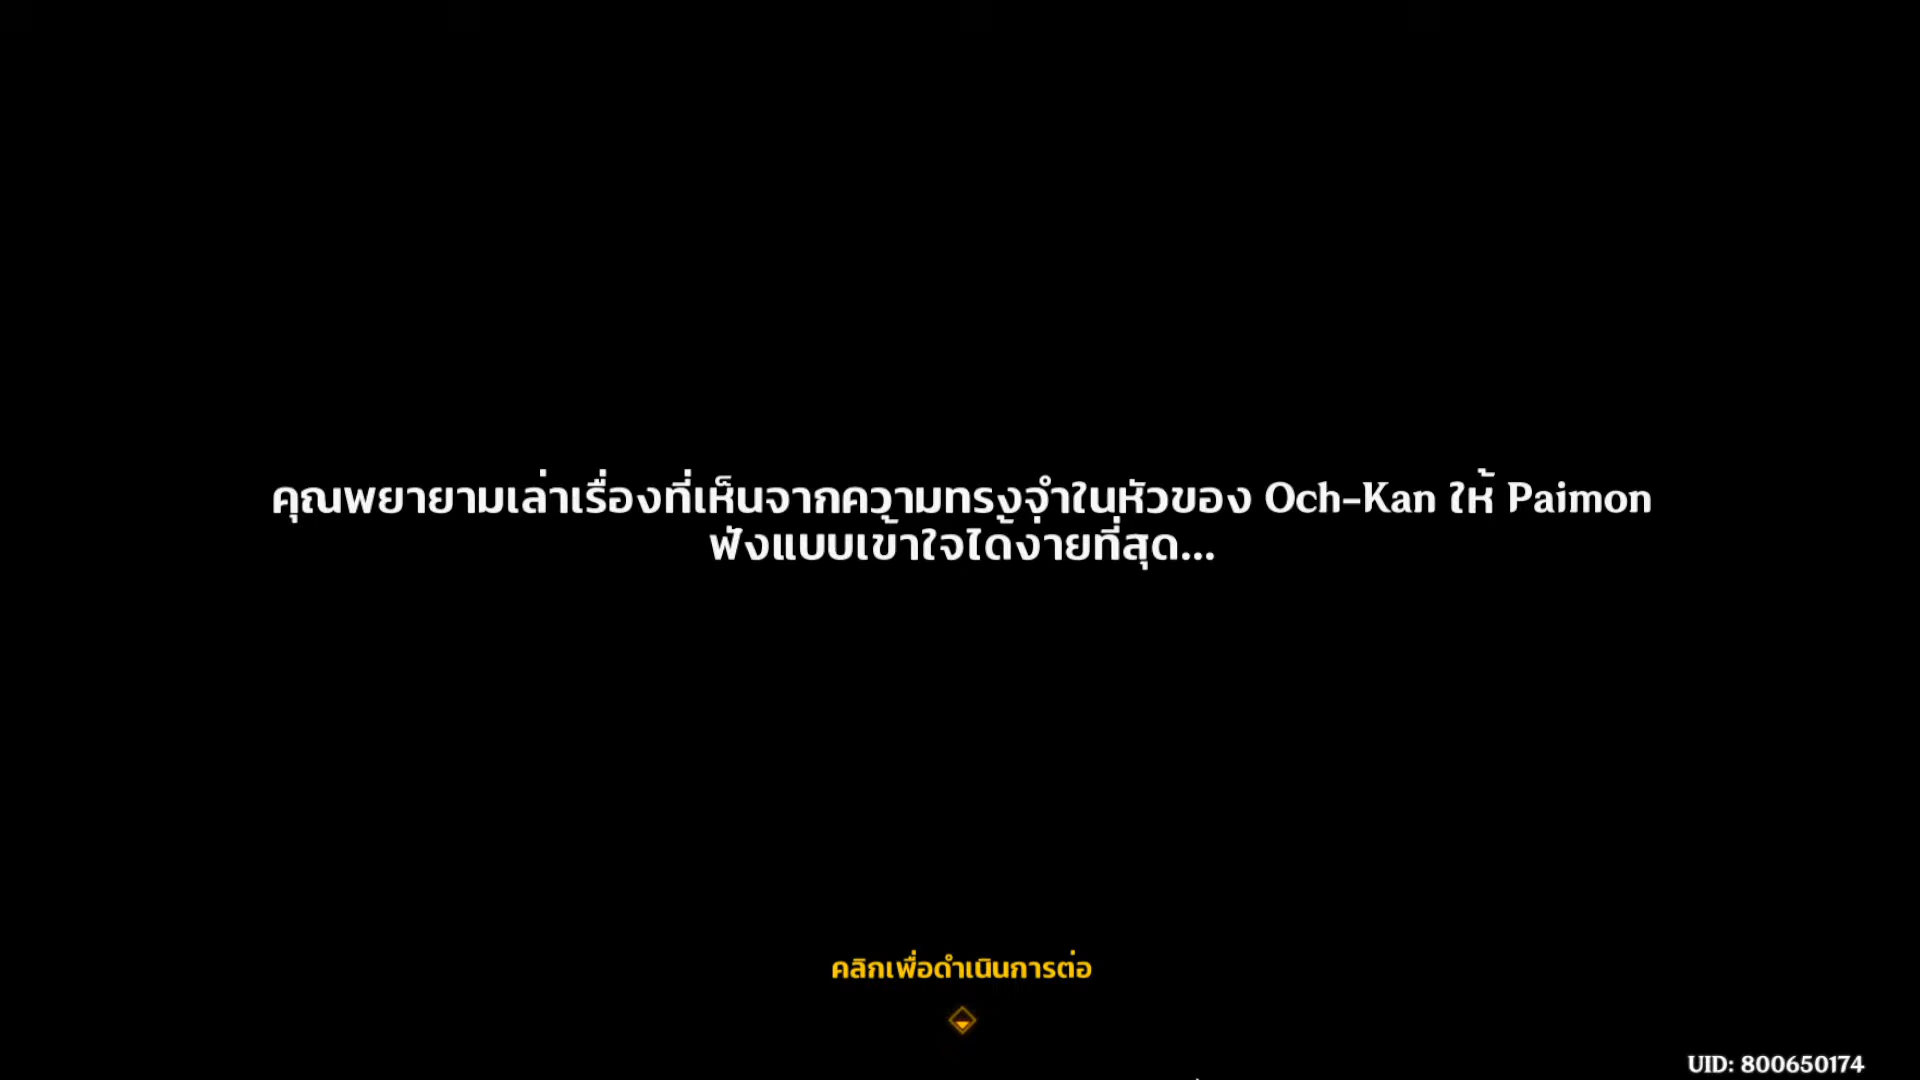 คุณพยายามเล่าเรื่องที่เห็นจากความทรงจำในหัวของ Och-Kan ให้ Paimon
ฟังแบบเข้าใจได้ง่ายที่สุด...
คลิกเพื่อดำเนินการต่อ
UID: 800650174